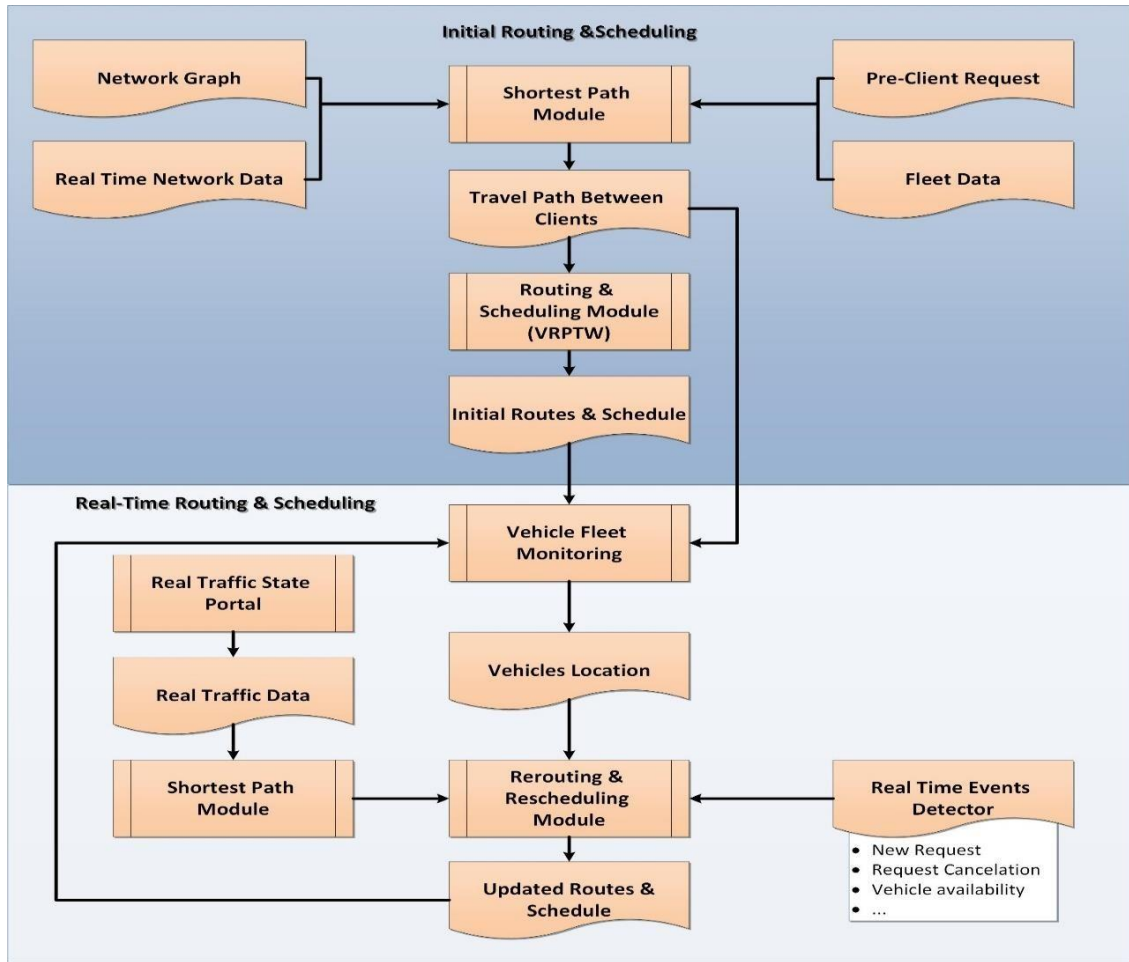 Initial Routing &Scheduling
Network Graph
Shortest Path
Module
Pre-Client Request
Real Time Network Data
Travel Path Between
Clients
Fleet Data
Routing &
Scheduling Module
(VRPTW)
Initial Routes & Schedule
Real-Time Routing & Scheduling
Vehicle Fleet
Monitoring
Real Traffic State
Portal
Vehicles Location
Real Traffic Data
Shortest Path
Module
Rerouting &
Rescheduling
Module
Real Time Events
Detector
• New Request
• Request Cancelation
• Vehicle availability
• ...
Updated Routes &
Schedule